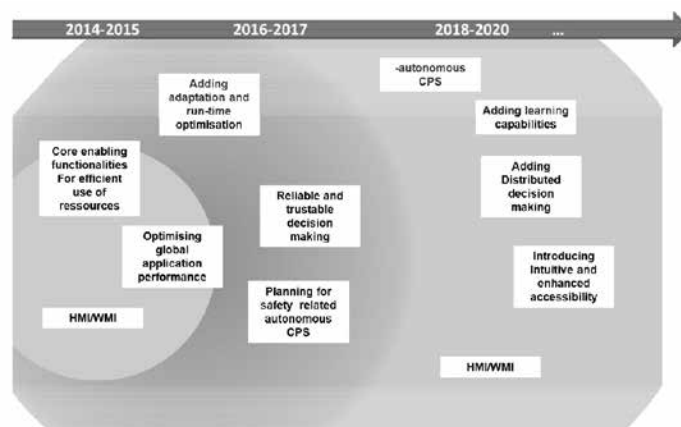 2014-2015
2016-2017
2018-2020
...
-autonomous
CPS
Adding
adaptation and
run-time
optimisation
Adding learning
capabilities
Core enabling
functionalities
For efficient
use of
ressources
Adding
Distributed
decision
making
Reliable and
trustable
decision
making
Optimising
global
application
performance
Introducing
Intuitive and
enhanced
accessibility
Planning for
safety related
autonomous
CPS
HMI/WMI
HMI/WMI